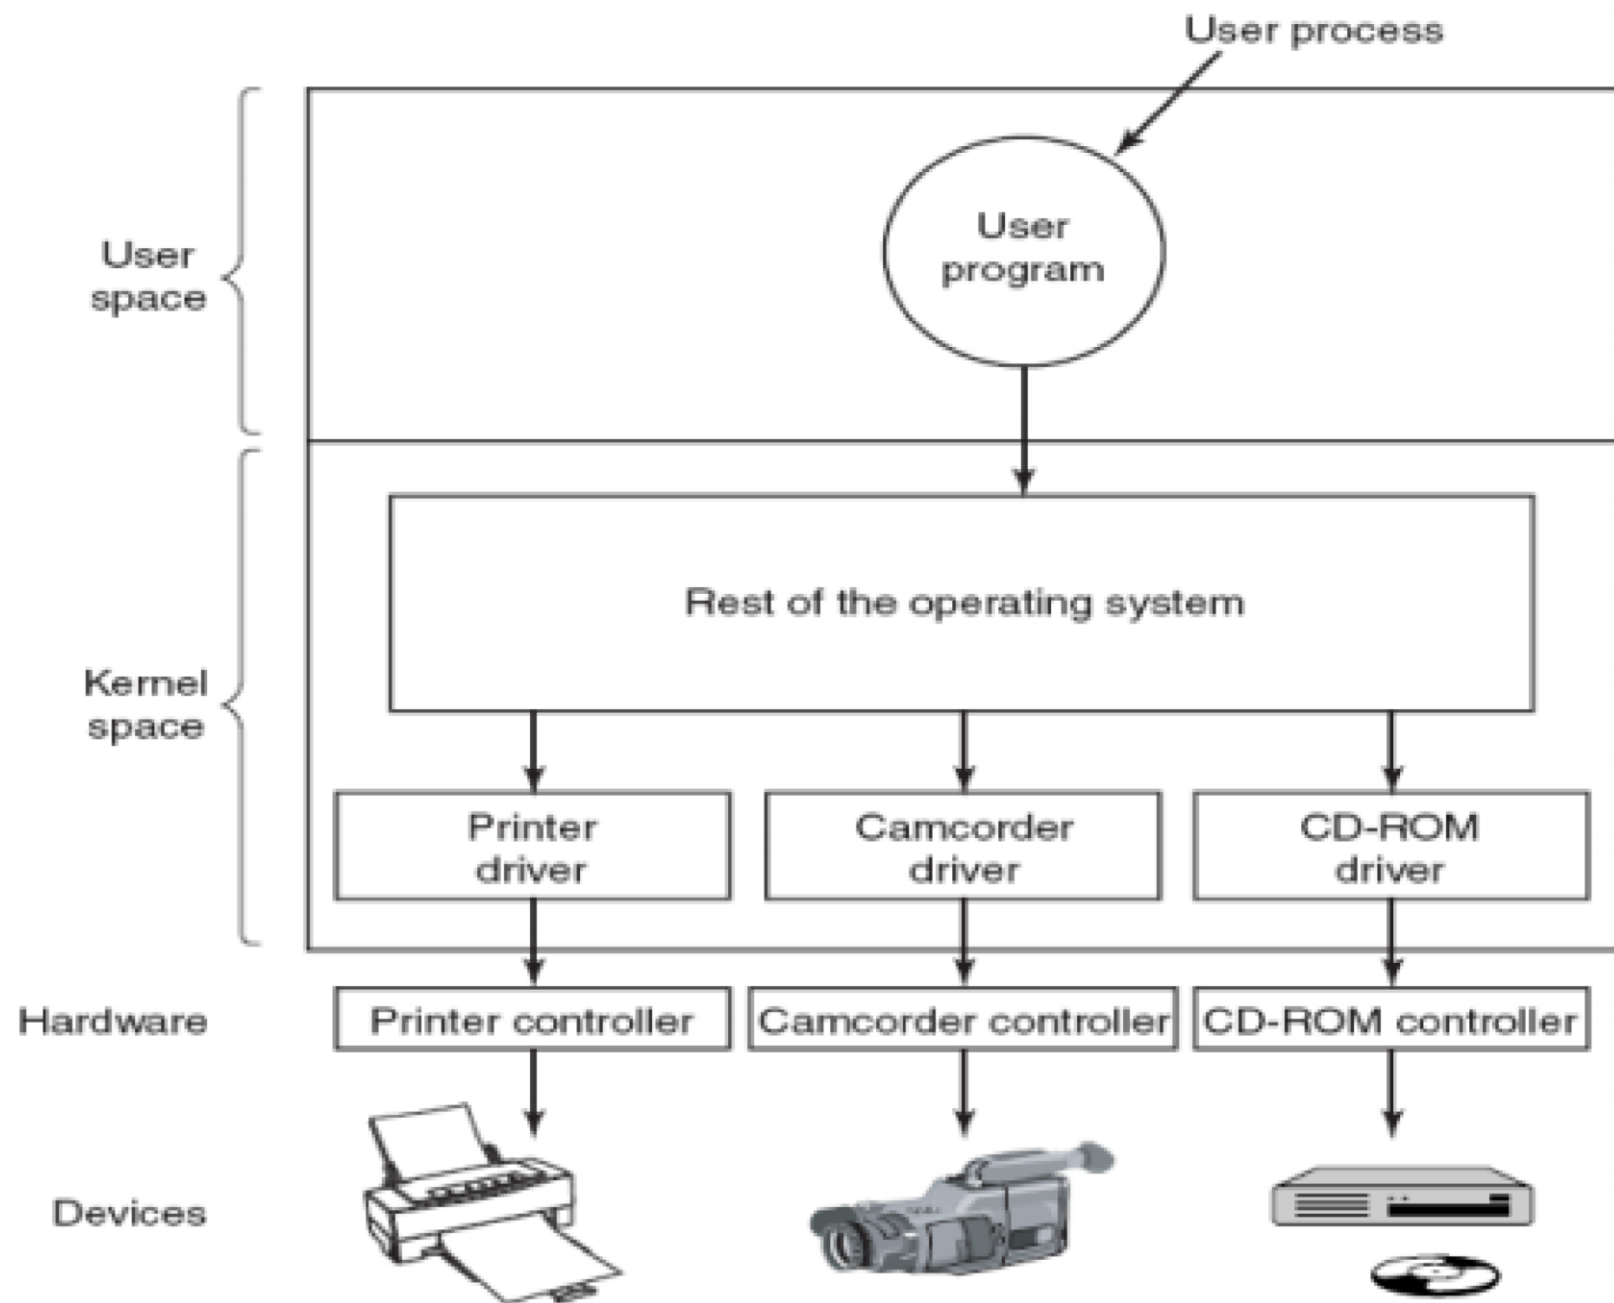 User process
User
program
User
space
Rest of the operating system
Kernel
space
Printer
driver
Camcorder
driver
CD-ROM
driver
Hardware
Printer controller
Camcorder controller
CD-ROM controller
Devices